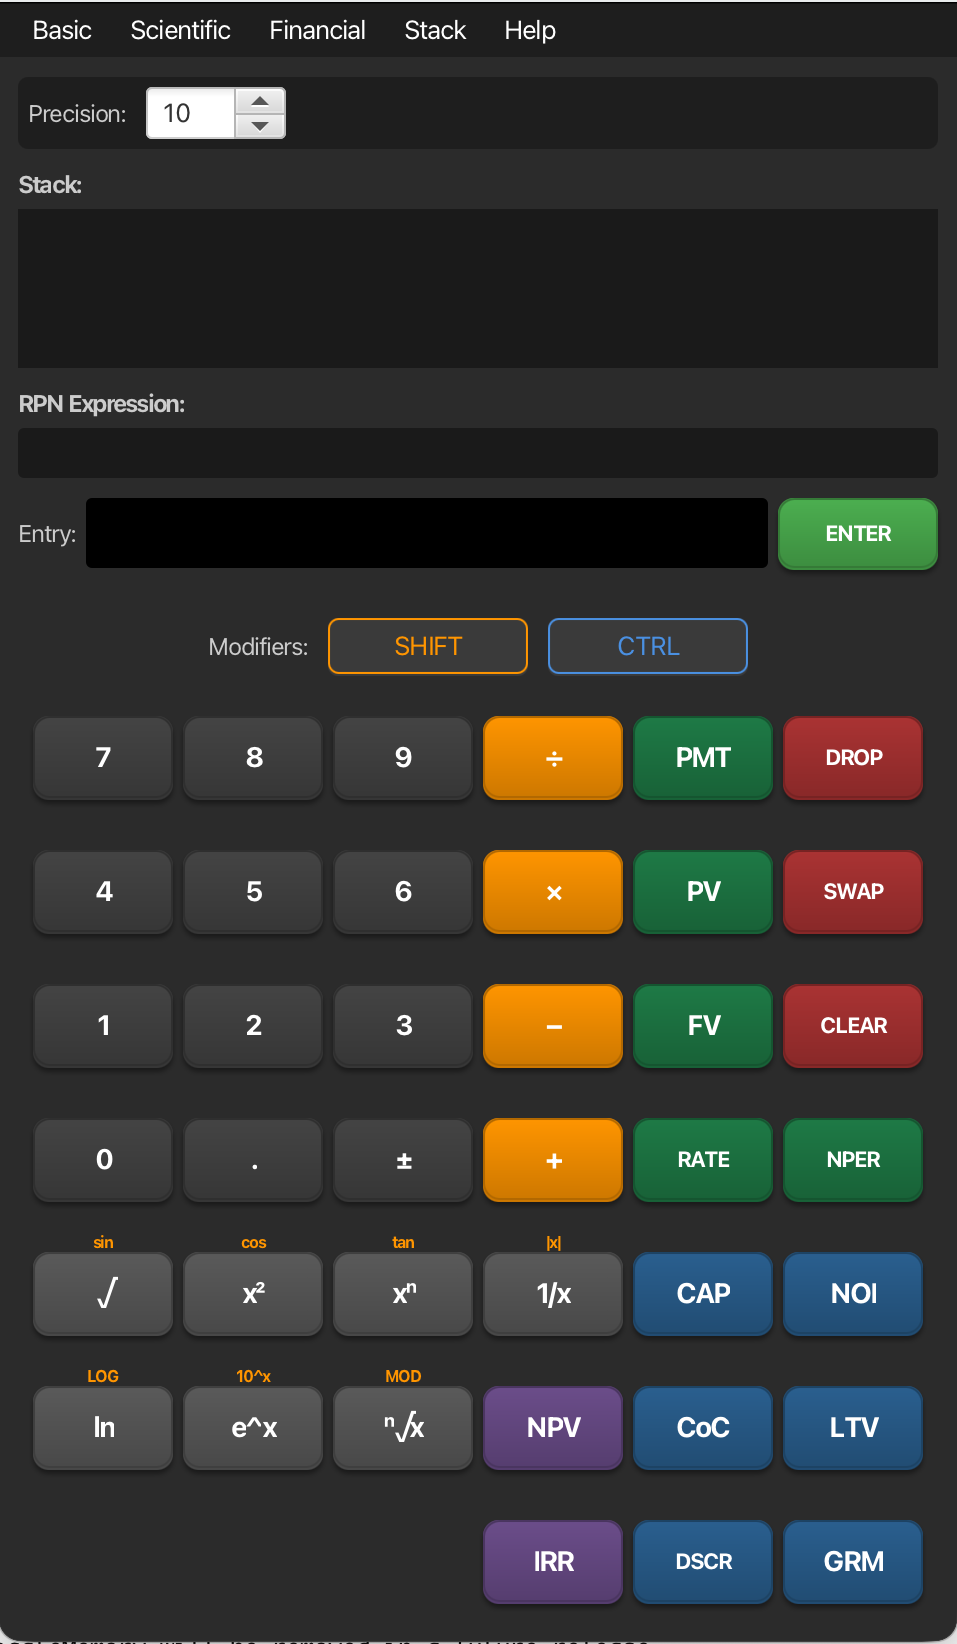 Basic Scientific Financial Stack Help
Precision: 10
Stack:
RPN Expression:
Entry: ENTER
Modifiers: SHIFT CTRL
7 8 9 ÷ PMT DROP
4 5 6 × PV SWAP
1 2 3 − FV CLEAR
0 . ± + RATE NPER
sin cos tan |x|
√ x² xⁿ 1/x CAP NOI
LOG 10^x MOD
ln e^x ⁿ√x NPV CoC LTV
IRR DSCR GRM